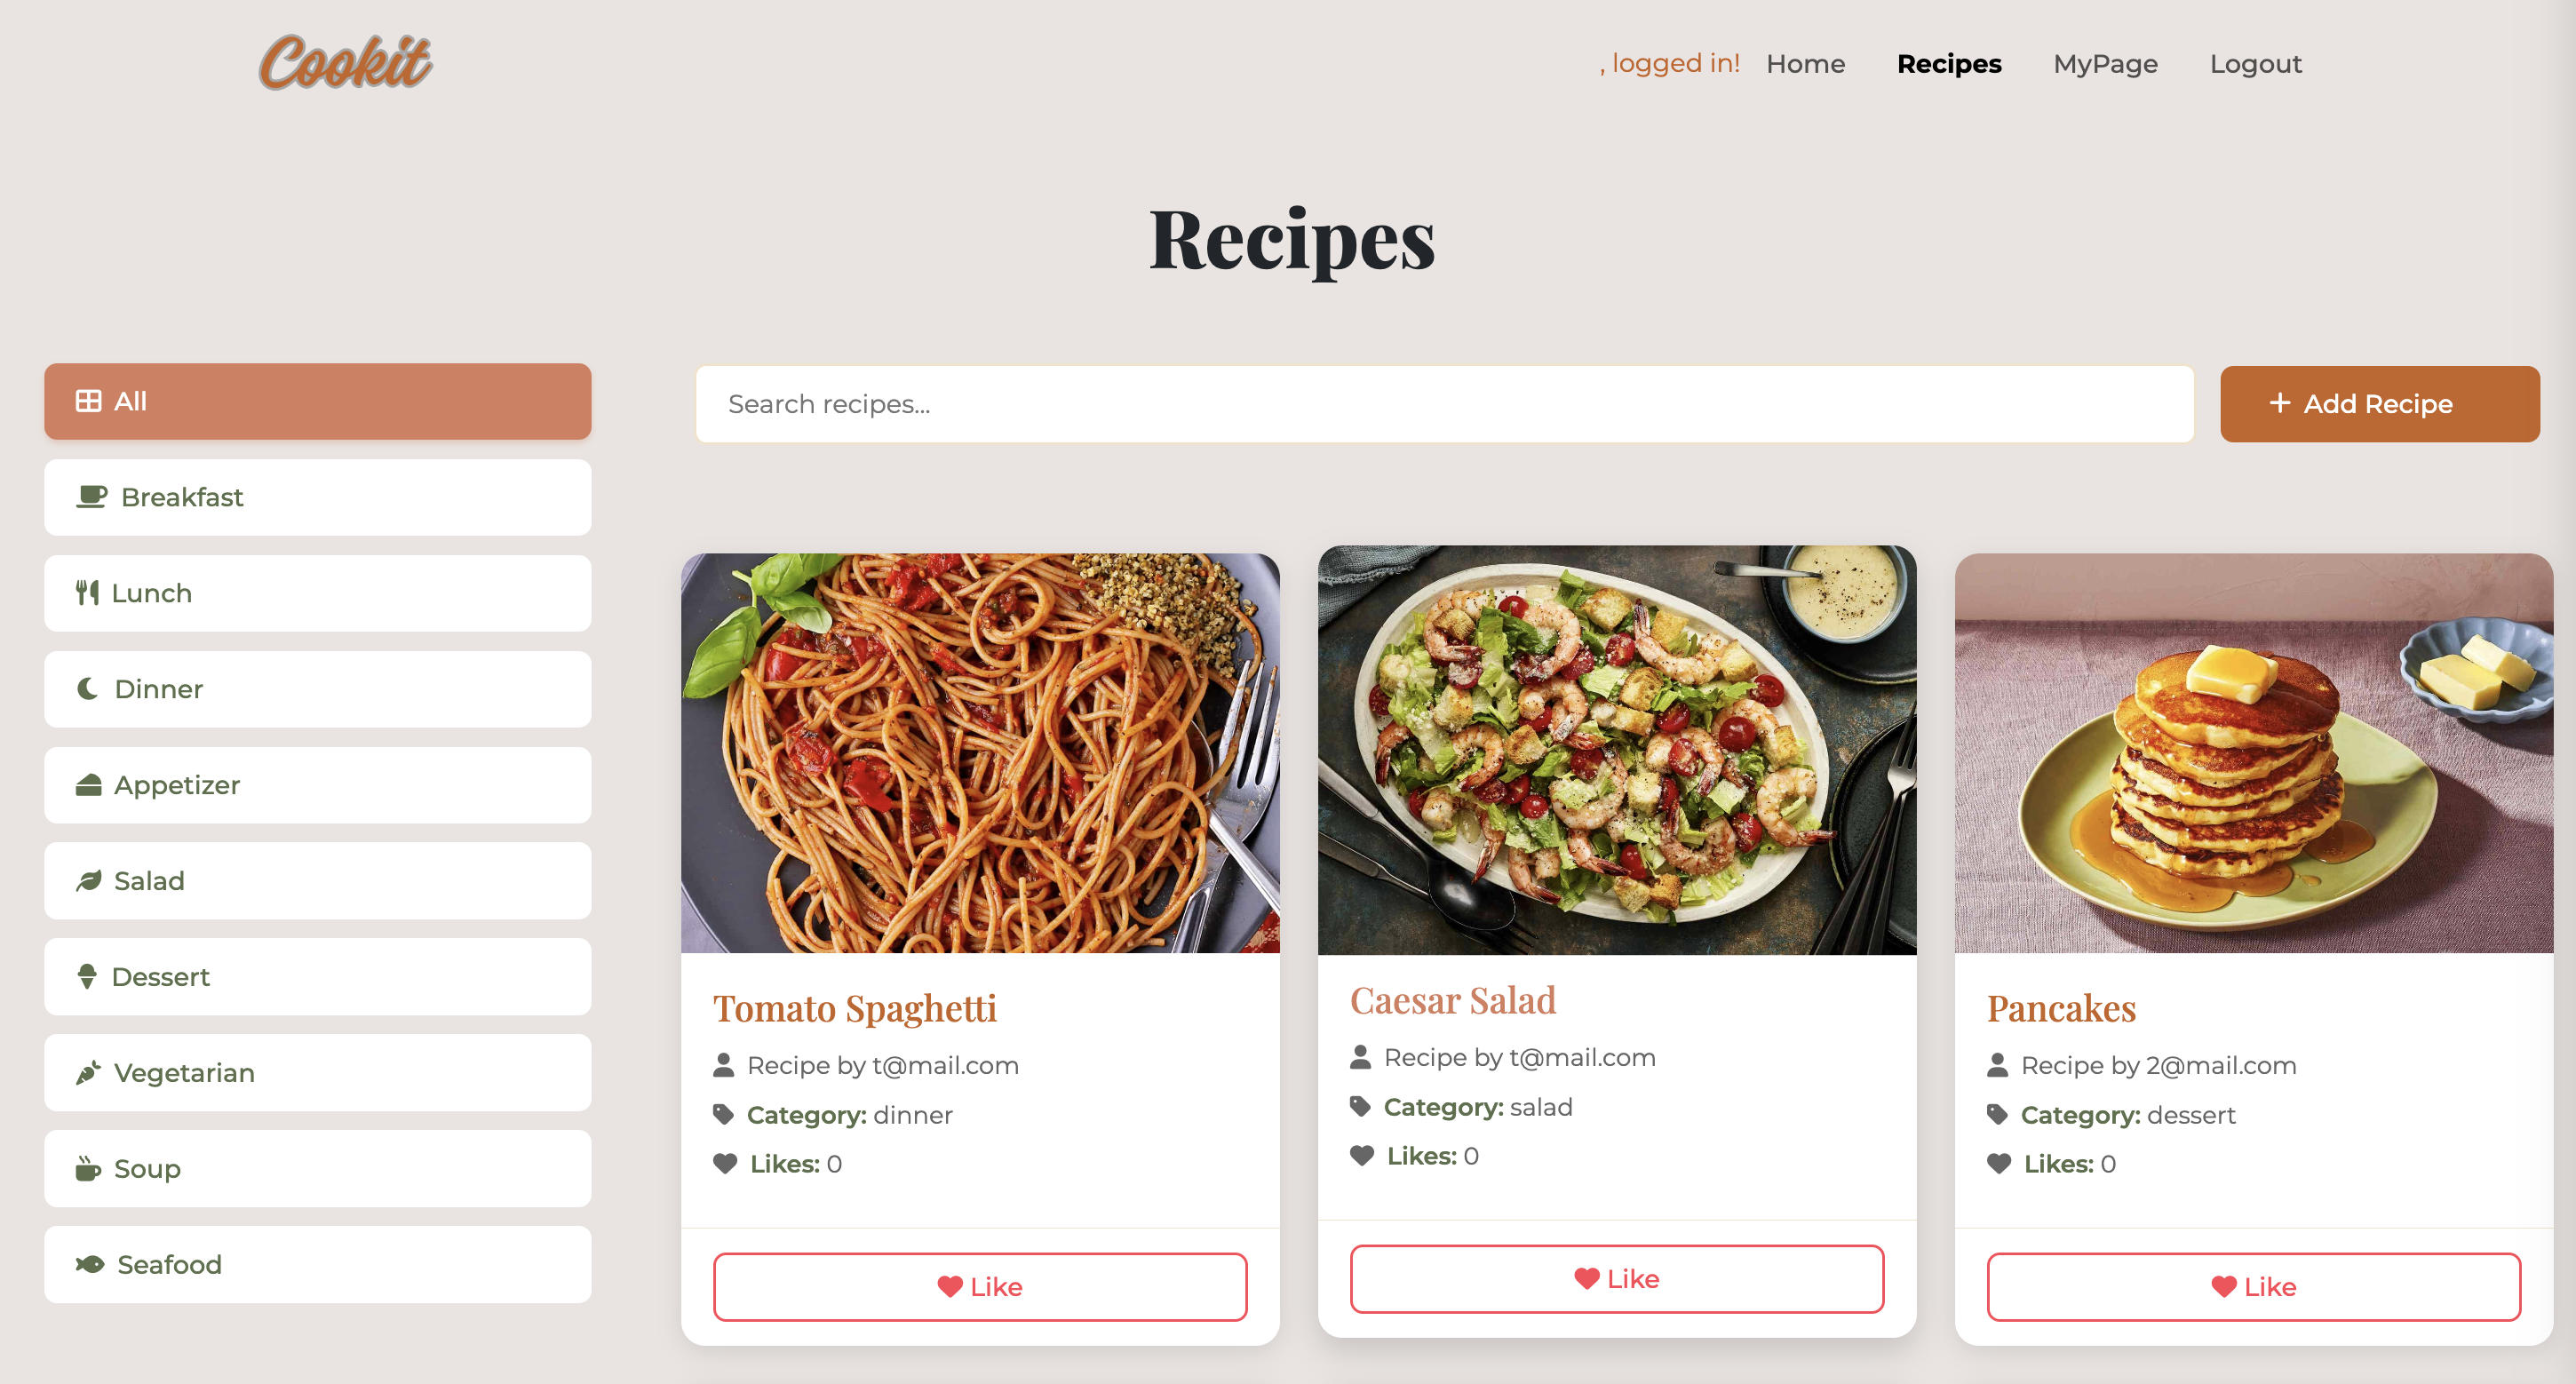 Cookit
, logged in! Home Recipes MyPage Logout
Recipes
All
Breakfast
Lunch
Dinner
Appetizer
Salad
Dessert
Vegetarian
Soup
Seafood
Search recipes...
+ Add Recipe
Tomato Spaghetti
Recipe by t@mail.com
Category: dinner
Likes: 0
Like
Caesar Salad
Recipe by t@mail.com
Category: salad
Likes: 0
Like
Pancakes
Recipe by 2@mail.com
Category: dessert
Likes: 0
Like